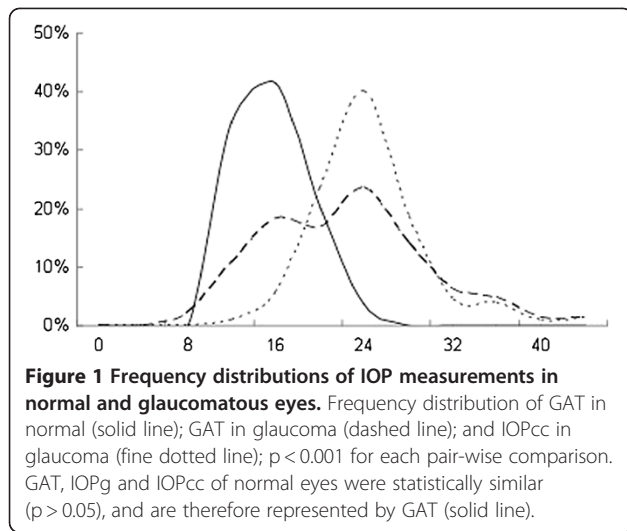 50%
40%
30%
20%
10%
0%
0 8 16 24 32 40
Figure 1 Frequency distributions of IOP measurements in
normal and glaucomatous eyes. Frequency distribution of GAT in
normal (solid line); GAT in glaucoma (dashed line); and IOPcc in
glaucoma (fine dotted line); p < 0.001 for each pair-wise comparison.
GAT, IOPg and IOPcc of normal eyes were statistically similar
(p > 0.05), and are therefore represented by GAT (solid line).